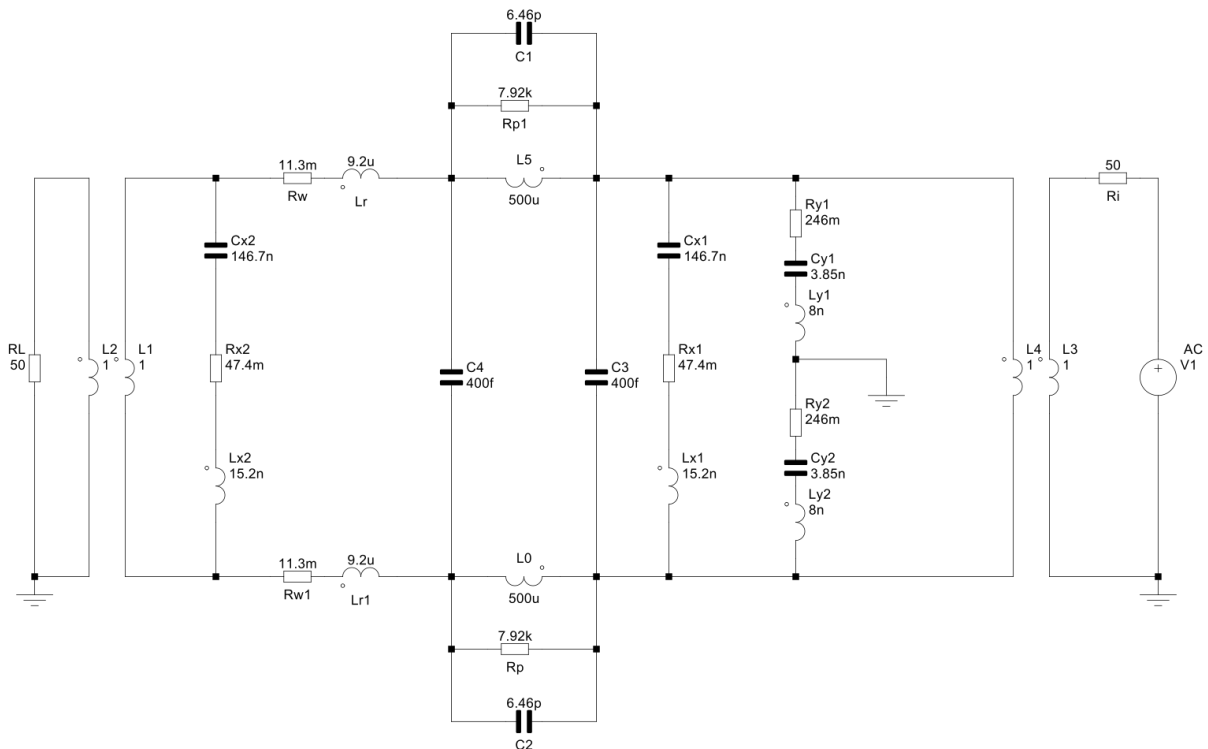 6.46p
C1
7.92k
Rp1
L5
500u
11.3m
Rw
9.2u
Lr
50
Ri
Ry1
246m
Cx2
146.7n
Cx1
146.7n
Cy1
3.85n
Ly1
8n
RL
50
L2
1
L1
1
Rx2
47.4m
C4
400f
C3
400f
Rx1
47.4m
L4
1
L3
1
AC
V1
+
Ry2
246m
Lx2
15.2n
Lx1
15.2n
Cy2
3.85n
Ly2
8n
11.3m
Rw1
9.2u
Lr1
L0
500u
7.92k
Rp
6.46p
C2